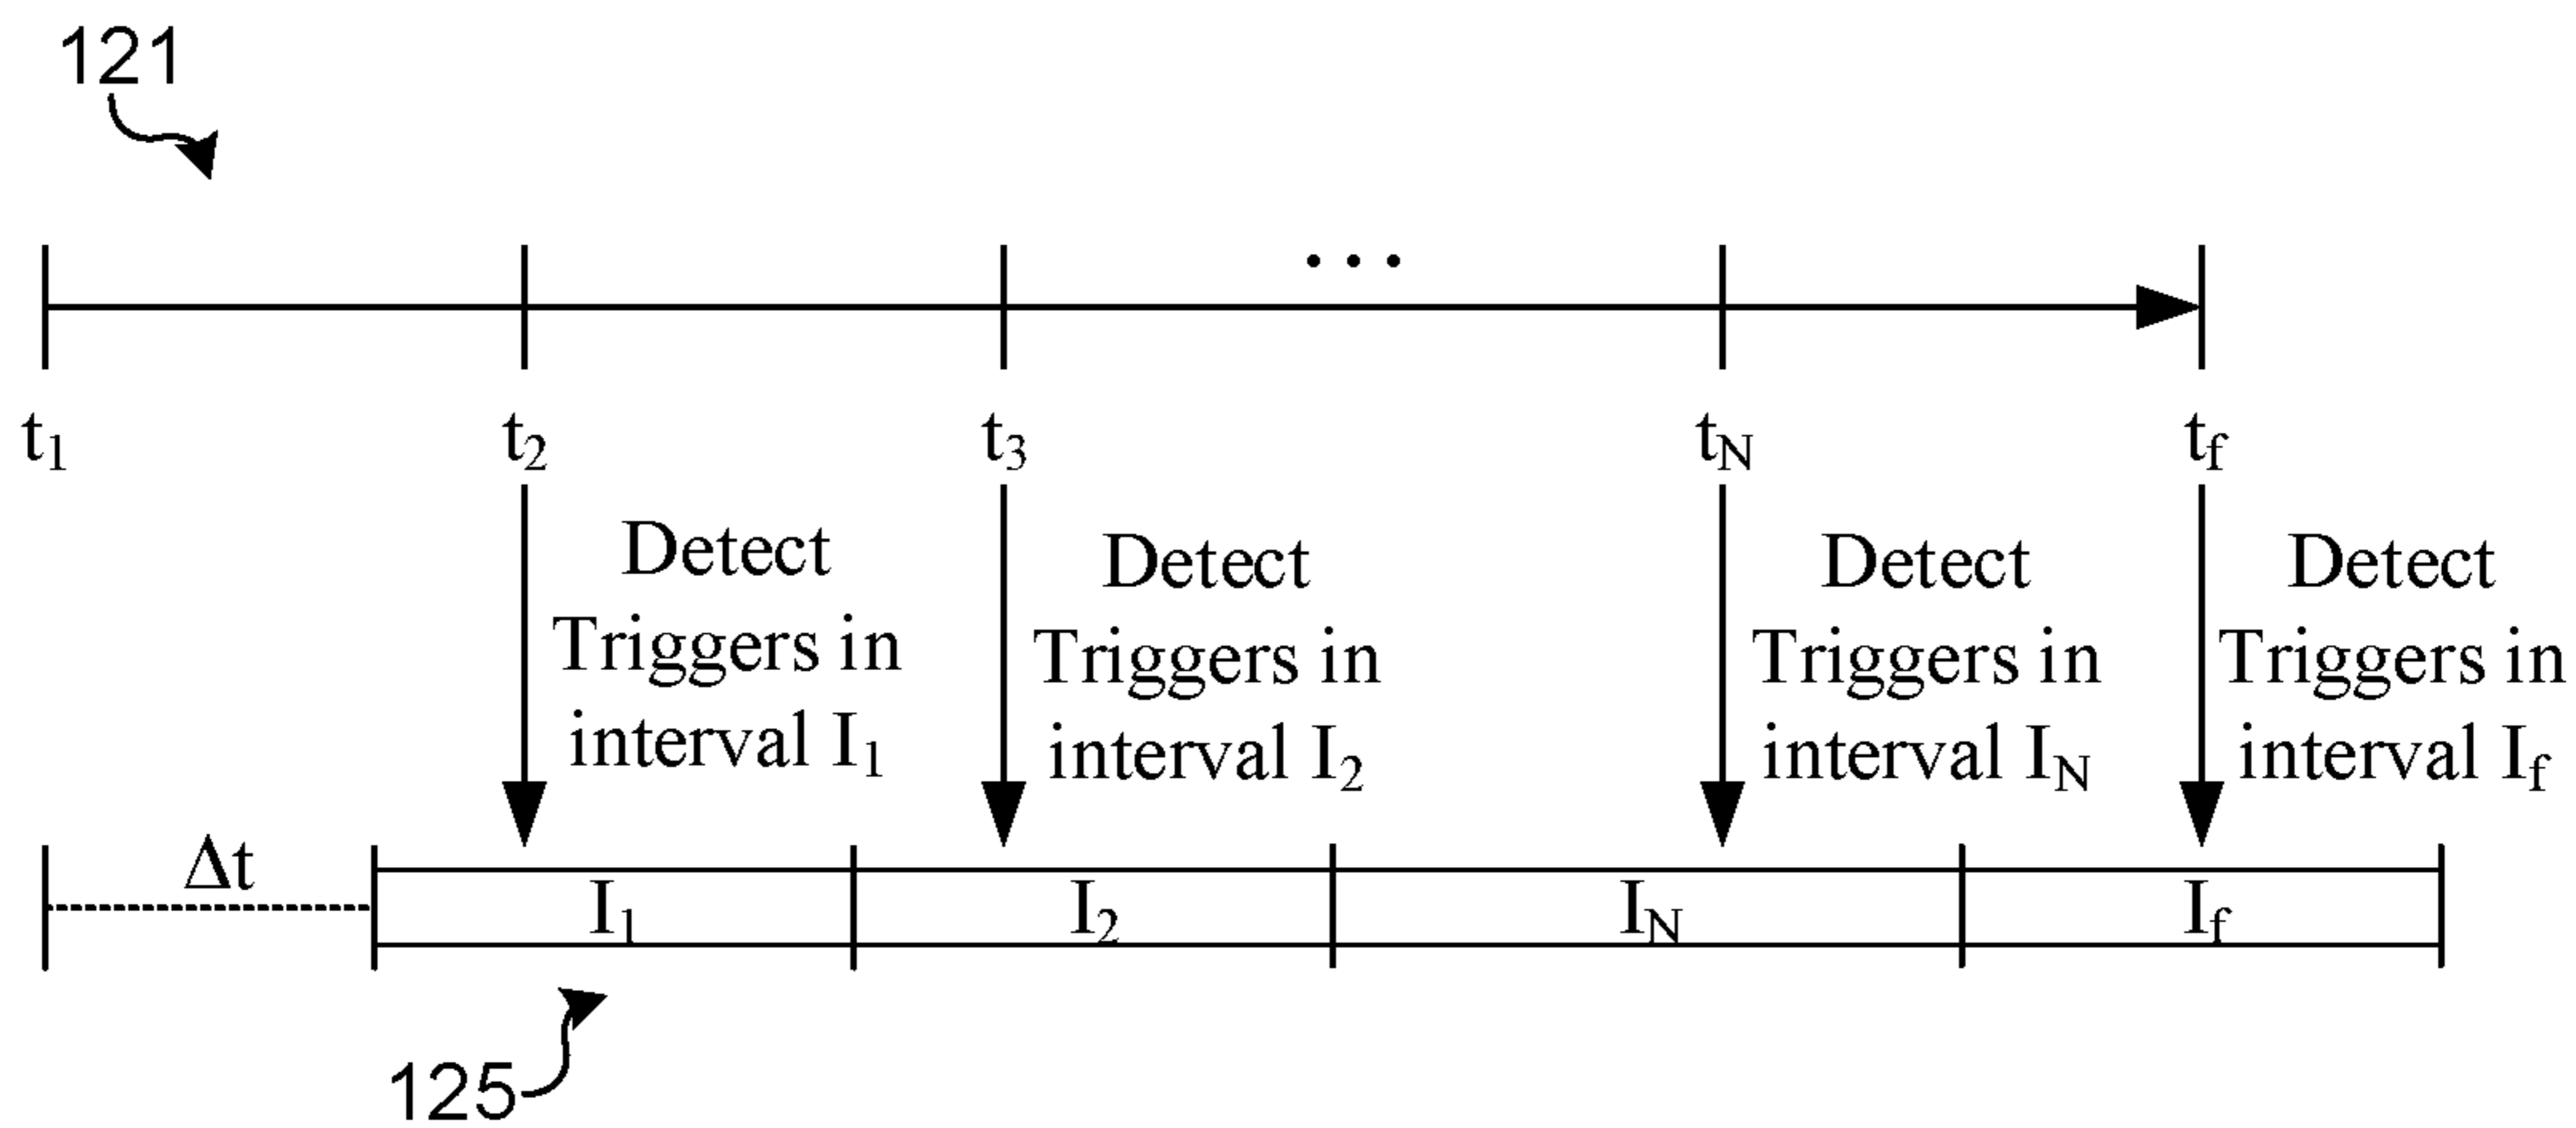 121
...
t1 t2 t3 tN tf
Detect
Triggers in
interval I1
Detect
Triggers in
interval I2
Detect
Triggers in
interval IN
Detect
Triggers in
interval If
Δt
I1 I2 IN If
125